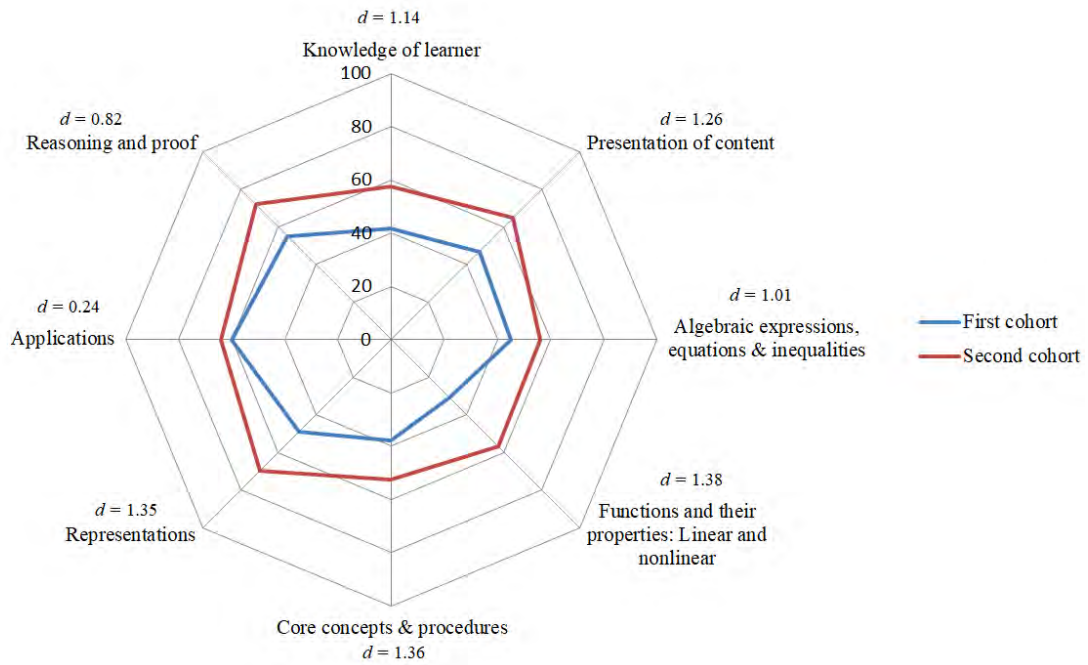 d = 1.14
Knowledge of learner
100
d = 0.82
Reasoning and proof
80
d = 1.26
Presentation of content
60
40
20
d = 0.24
Applications
0
d = 1.01
Algebraic expressions,
equations & inequalities
First cohort
Second cohort
d = 1.35
Representations
d = 1.38
Functions and their
properties: Linear and
nonlinear
Core concepts & procedures
d = 1.36